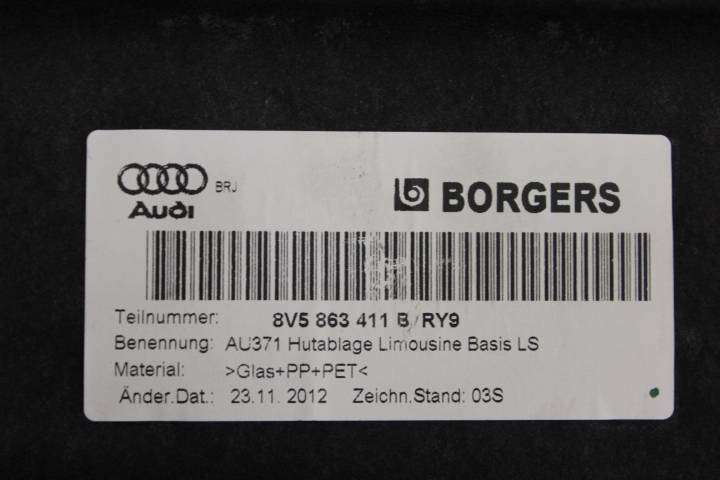 Audi BRJ BORGERS
Teilnummer: 8V5 863 411 B RY9
Benennung: AU371 Hutablage Limousine Basis LS
Material: >Glas+PP+PET<
Änder.Dat.: 23.11. 2012 Zeichn.Stand: 03S